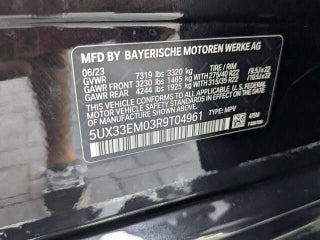 MFD BY BAYERISCHE MOTOREN WERKE AG
06/23 TIRE / RIM
GVWR 7319 lbs 3320 kg
GAWR FRONT 3230 lbs 1465 kg WITH 275/40 R22
GAWR REAR 4244 lbs 1925 kg WITH 315/35 R22
THIS VEHICLE CONFORMS TO ALL APPLICABLE U.S. FEDERAL
MOTOR VEHICLE SAFETY STANDARDS IN EFFECT ON THE DATE OF
MANUFACTURE SHOWN ABOVE.
5UX33EM03R9T04961 TYPE: MPV